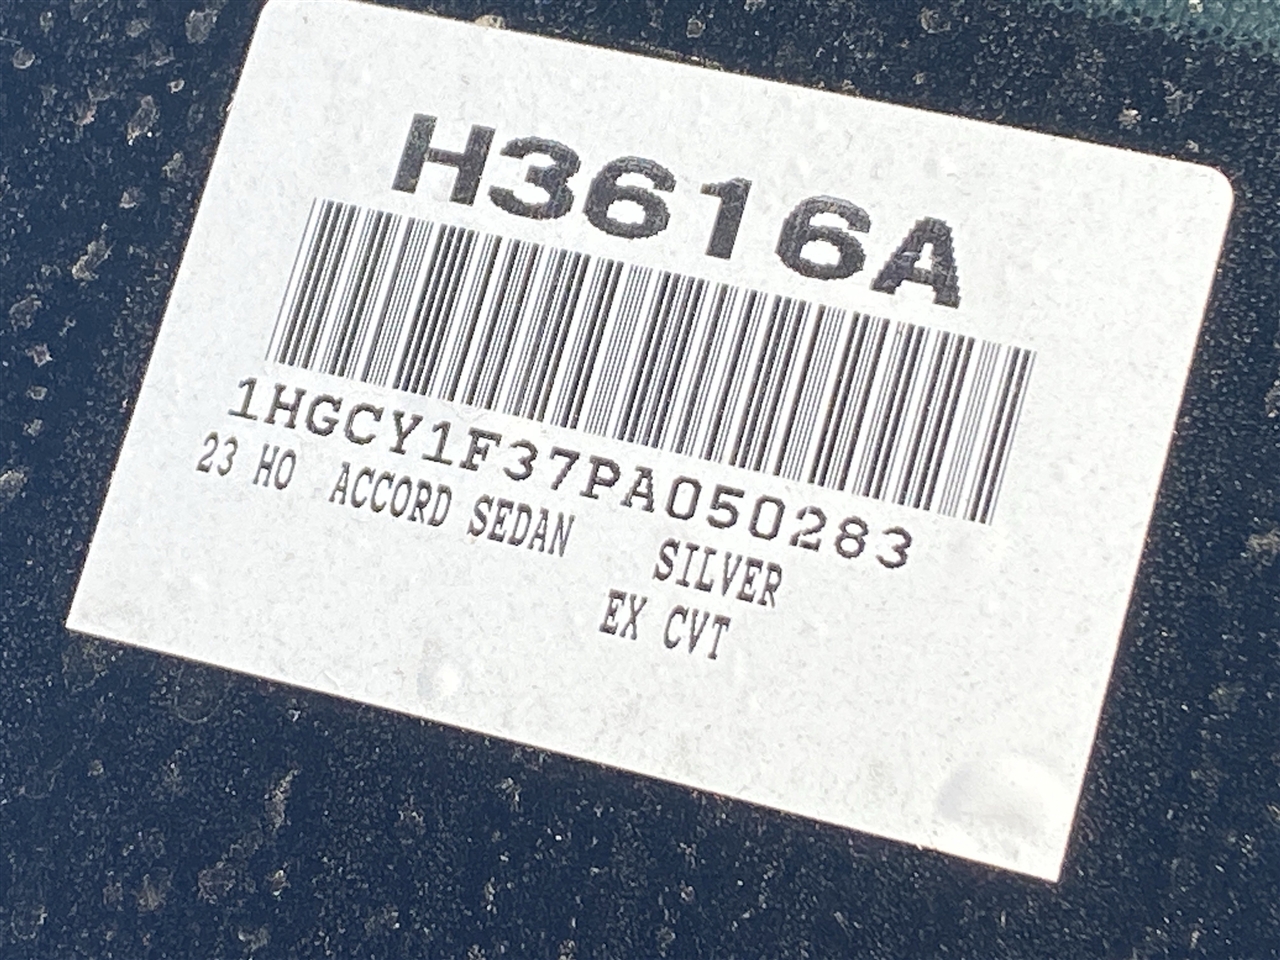 H3616A
1HGCY1F37PA050283
23 HO ACCORD SEDAN SILVER
EX CVT